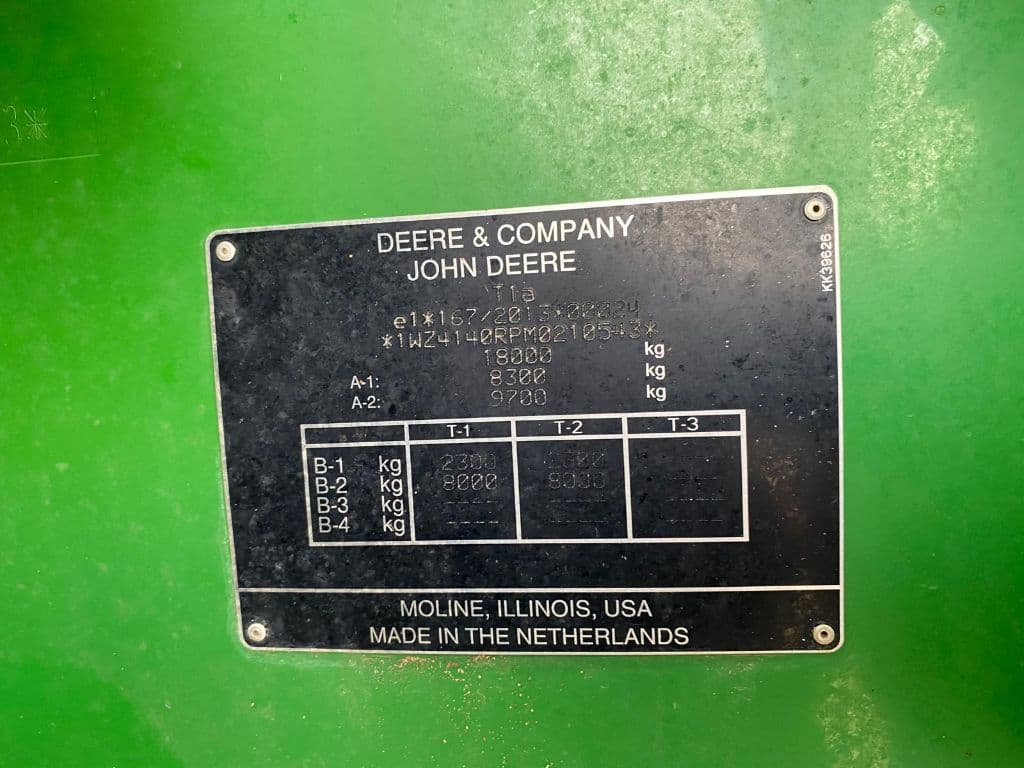 3*
DEERE & COMPANY
JOHN DEERE
KK39626
T1a
e1*167/2013*00024
*1WZ4140RPM0210543*
18000 kg
A-1: 8300 kg
A-2: 9700 kg
T-1 T-2 T-3
B-1 kg 2300 2300 ----
B-2 kg 8000 8000 ----
B-3 kg ---- ---- ----
B-4 kg ---- ---- ----
MOLINE, ILLINOIS, USA
MADE IN THE NETHERLANDS